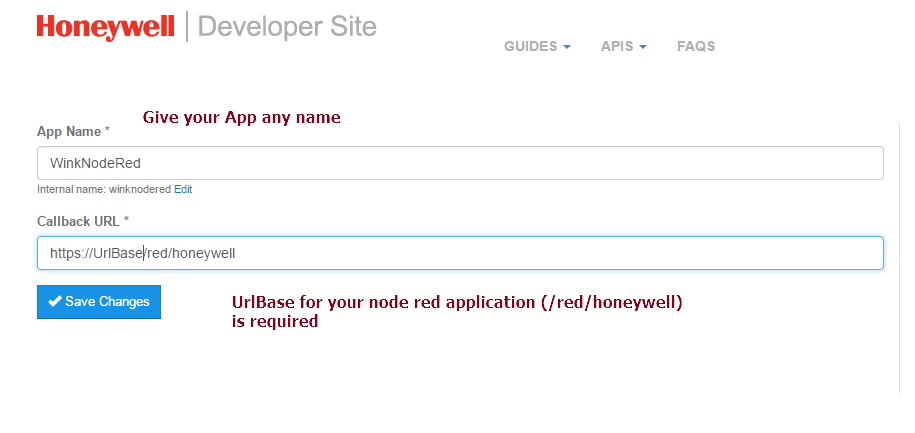 Honeywell | Developer Site
GUIDES APIS FAQS
Give your App any name
App Name *
WinkNodeRed
Internal name: winknodered Edit
Callback URL *
https://UrlBase/red/honeywell
Save Changes
UrlBase for your node red application (/red/honeywell)
is required